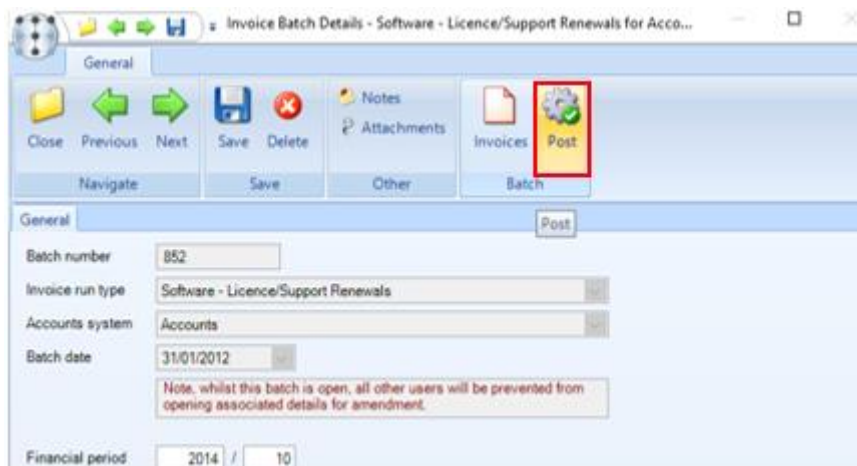 Invoice Batch Details - Software - Licence/Support Renewals for Acco...
General
Close Previous Next Save Delete Notes Attachments Invoices Post
Navigate Save Other Batch
General
Post
Batch number 852
Invoice run type Software - Licence/Support Renewals
Accounts system Accounts
Batch date 31/01/2012
Note, whilst this batch is open, all other users will be prevented from
opening associated details for amendment.
Financial period 2014 / 10